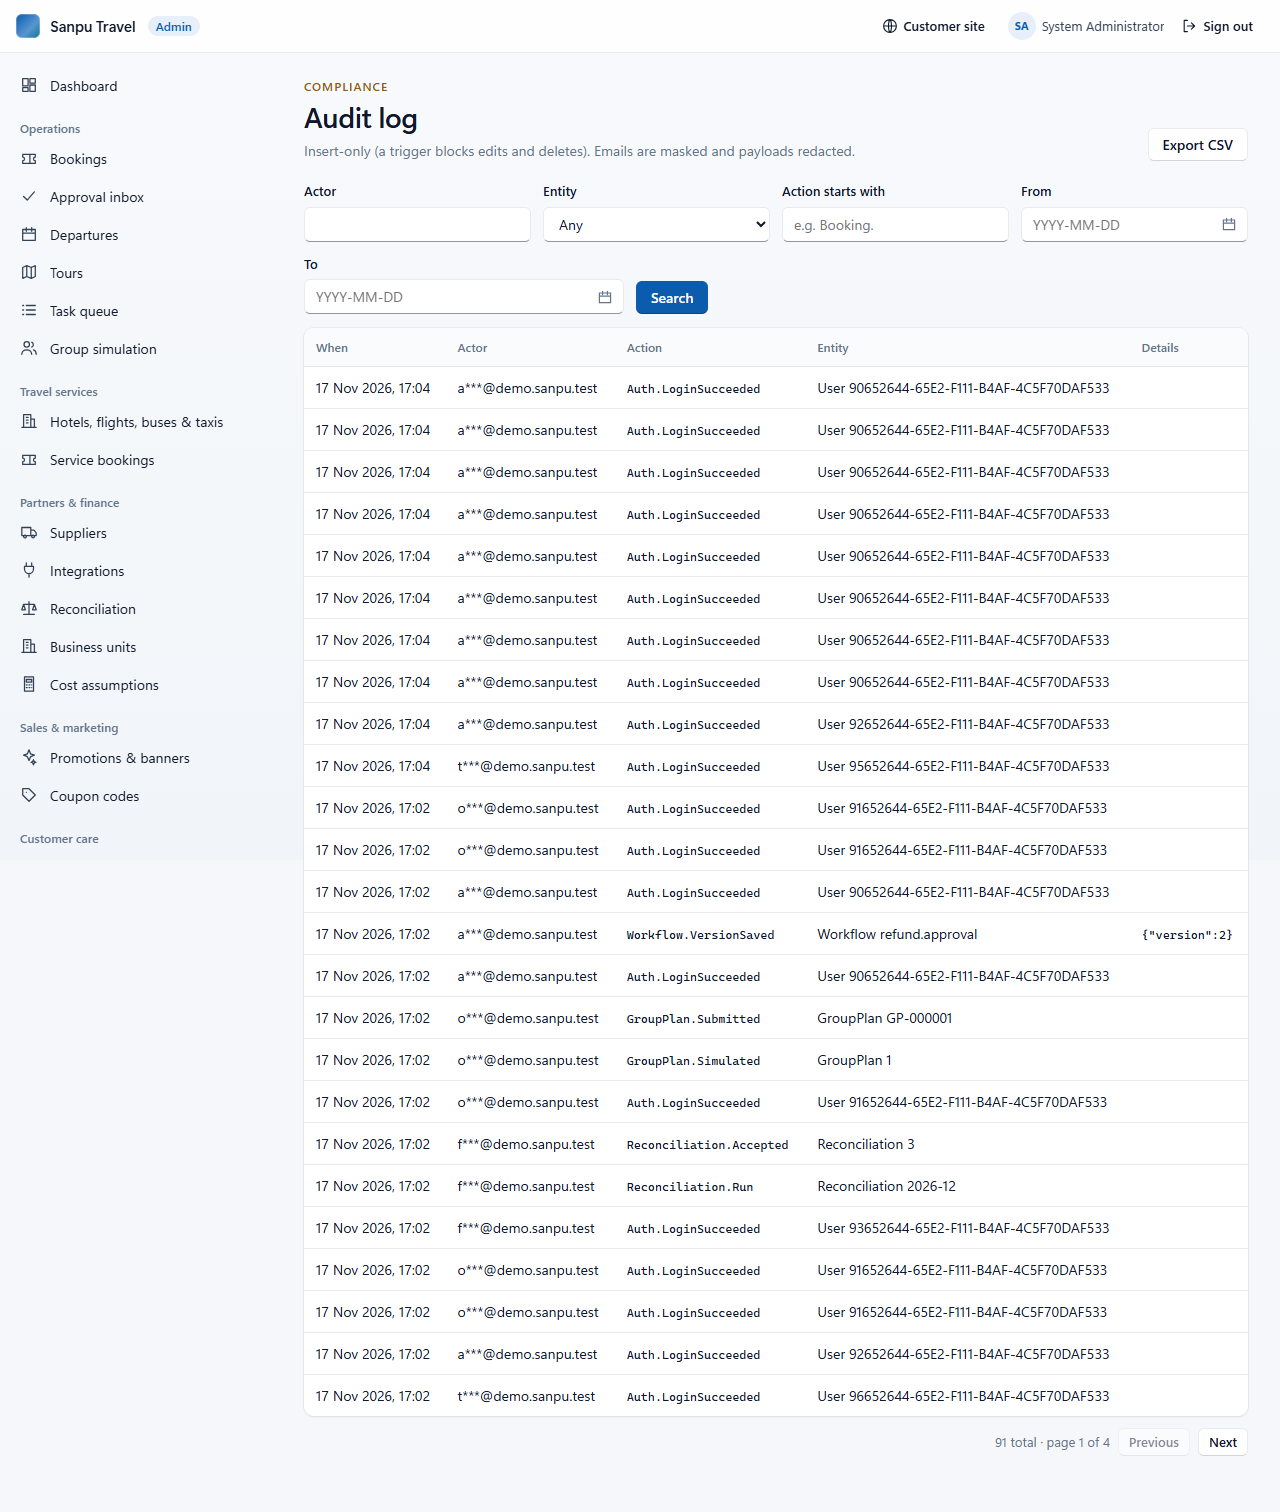 Sanpu Travel Admin Customer site SA System Administrator Sign out
Dashboard
Operations
Bookings
Approval inbox
Departures
Tours
Task queue
Group simulation
Travel services
Hotels, flights, buses & taxis
Service bookings
Partners & finance
Suppliers
Integrations
Reconciliation
Business units
Cost assumptions
Sales & marketing
Promotions & banners
Coupon codes
Customer care
COMPLIANCE
Audit log
Insert-only (a trigger blocks edits and deletes). Emails are masked and payloads redacted.
Export CSV
Actor Entity Action starts with From
Any e.g. Booking. YYYY-MM-DD
To
YYYY-MM-DD Search
When Actor Action Entity Details
17 Nov 2026, 17:04 a***@demo.sanpu.test Auth.LoginSucceeded User 90652644-65E2-F111-B4AF-4C5F70DAF533
17 Nov 2026, 17:04 a***@demo.sanpu.test Auth.LoginSucceeded User 90652644-65E2-F111-B4AF-4C5F70DAF533
17 Nov 2026, 17:04 a***@demo.sanpu.test Auth.LoginSucceeded User 90652644-65E2-F111-B4AF-4C5F70DAF533
17 Nov 2026, 17:04 a***@demo.sanpu.test Auth.LoginSucceeded User 90652644-65E2-F111-B4AF-4C5F70DAF533
17 Nov 2026, 17:04 a***@demo.sanpu.test Auth.LoginSucceeded User 90652644-65E2-F111-B4AF-4C5F70DAF533
17 Nov 2026, 17:04 a***@demo.sanpu.test Auth.LoginSucceeded User 90652644-65E2-F111-B4AF-4C5F70DAF533
17 Nov 2026, 17:04 a***@demo.sanpu.test Auth.LoginSucceeded User 90652644-65E2-F111-B4AF-4C5F70DAF533
17 Nov 2026, 17:04 a***@demo.sanpu.test Auth.LoginSucceeded User 90652644-65E2-F111-B4AF-4C5F70DAF533
17 Nov 2026, 17:04 a***@demo.sanpu.test Auth.LoginSucceeded User 92652644-65E2-F111-B4AF-4C5F70DAF533
17 Nov 2026, 17:04 t***@demo.sanpu.test Auth.LoginSucceeded User 95652644-65E2-F111-B4AF-4C5F70DAF533
17 Nov 2026, 17:02 o***@demo.sanpu.test Auth.LoginSucceeded User 91652644-65E2-F111-B4AF-4C5F70DAF533
17 Nov 2026, 17:02 o***@demo.sanpu.test Auth.LoginSucceeded User 91652644-65E2-F111-B4AF-4C5F70DAF533
17 Nov 2026, 17:02 a***@demo.sanpu.test Auth.LoginSucceeded User 90652644-65E2-F111-B4AF-4C5F70DAF533
17 Nov 2026, 17:02 a***@demo.sanpu.test Workflow.VersionSaved Workflow refund.approval {"version":2}
17 Nov 2026, 17:02 a***@demo.sanpu.test Auth.LoginSucceeded User 90652644-65E2-F111-B4AF-4C5F70DAF533
17 Nov 2026, 17:02 o***@demo.sanpu.test GroupPlan.Submitted GroupPlan GP-000001
17 Nov 2026, 17:02 o***@demo.sanpu.test GroupPlan.Simulated GroupPlan 1
17 Nov 2026, 17:02 o***@demo.sanpu.test Auth.LoginSucceeded User 91652644-65E2-F111-B4AF-4C5F70DAF533
17 Nov 2026, 17:02 f***@demo.sanpu.test Reconciliation.Accepted Reconciliation 3
17 Nov 2026, 17:02 f***@demo.sanpu.test Reconciliation.Run Reconciliation 2026-12
17 Nov 2026, 17:02 f***@demo.sanpu.test Auth.LoginSucceeded User 93652644-65E2-F111-B4AF-4C5F70DAF533
17 Nov 2026, 17:02 o***@demo.sanpu.test Auth.LoginSucceeded User 91652644-65E2-F111-B4AF-4C5F70DAF533
17 Nov 2026, 17:02 o***@demo.sanpu.test Auth.LoginSucceeded User 91652644-65E2-F111-B4AF-4C5F70DAF533
17 Nov 2026, 17:02 a***@demo.sanpu.test Auth.LoginSucceeded User 92652644-65E2-F111-B4AF-4C5F70DAF533
17 Nov 2026, 17:02 t***@demo.sanpu.test Auth.LoginSucceeded User 96652644-65E2-F111-B4AF-4C5F70DAF533
91 total · page 1 of 4 Previous Next